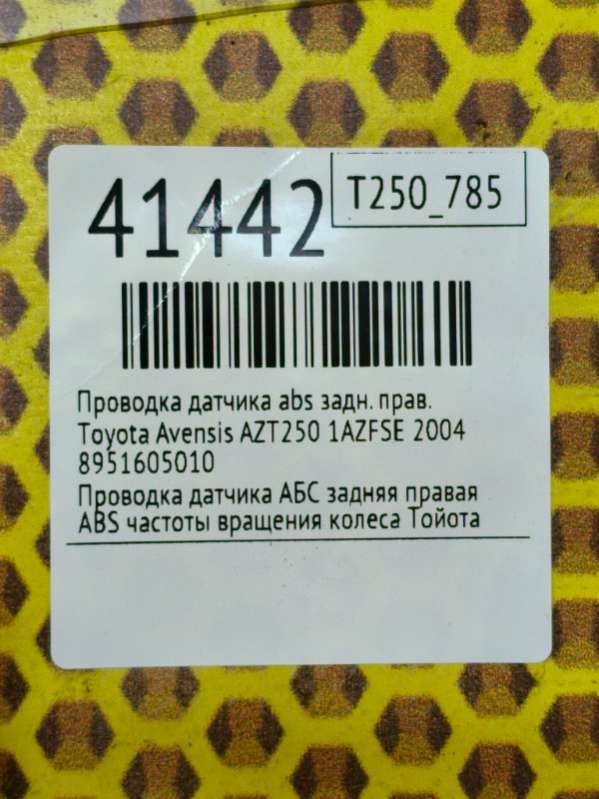 41442
T250_785
Проводка датчика abs задн. прав.
Toyota Avensis AZT250 1AZFSE 2004
8951605010
Проводка датчика АБС задняя правая
ABS частоты вращения колеса Тойота